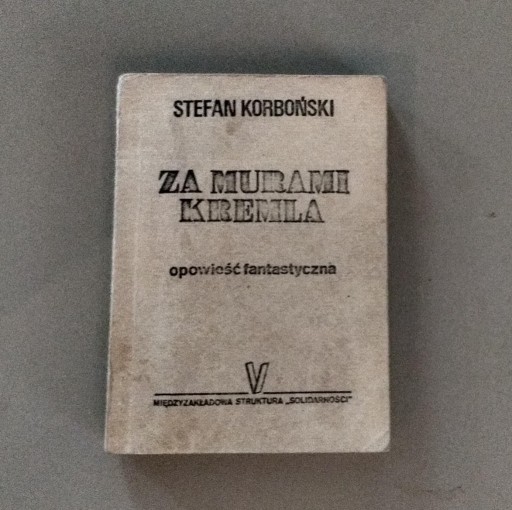 STEFAN KORBOŃSKI
ZA MURAMI
KREMLA
opowieść fantastyczna
V
MIĘDZYZAKŁADOWA STRUKTURA „SOLIDARNOŚCI"